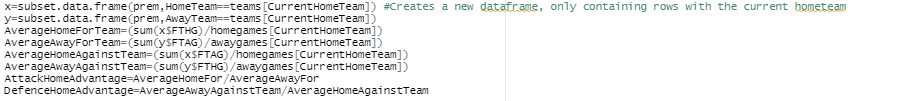 x=subset.data.frame(prem,HomeTeam==teams[CurrentHomeTeam]) #Creates a new dataframe, only containing rows with the current hometeam
y=subset.data.frame(prem,AwayTeam==teams[CurrentHomeTeam])
AverageHomeForTeam=(sum(x$FTHG)/homegames[CurrentHomeTeam])
AverageAwayForTeam=(sum(y$FTAG)/awaygames[CurrentHomeTeam])
AverageHomeAgainstTeam=(sum(x$FTAG)/homegames[CurrentHomeTeam])
AverageAwayAgainstTeam=(sum(y$FTHG)/awaygames[CurrentHomeTeam])
AttackHomeAdvantage=AverageHomeFor/AverageAwayFor
DefenceHomeAdvantage=AverageAwayAgainstTeam/AverageHomeAgainstTeam